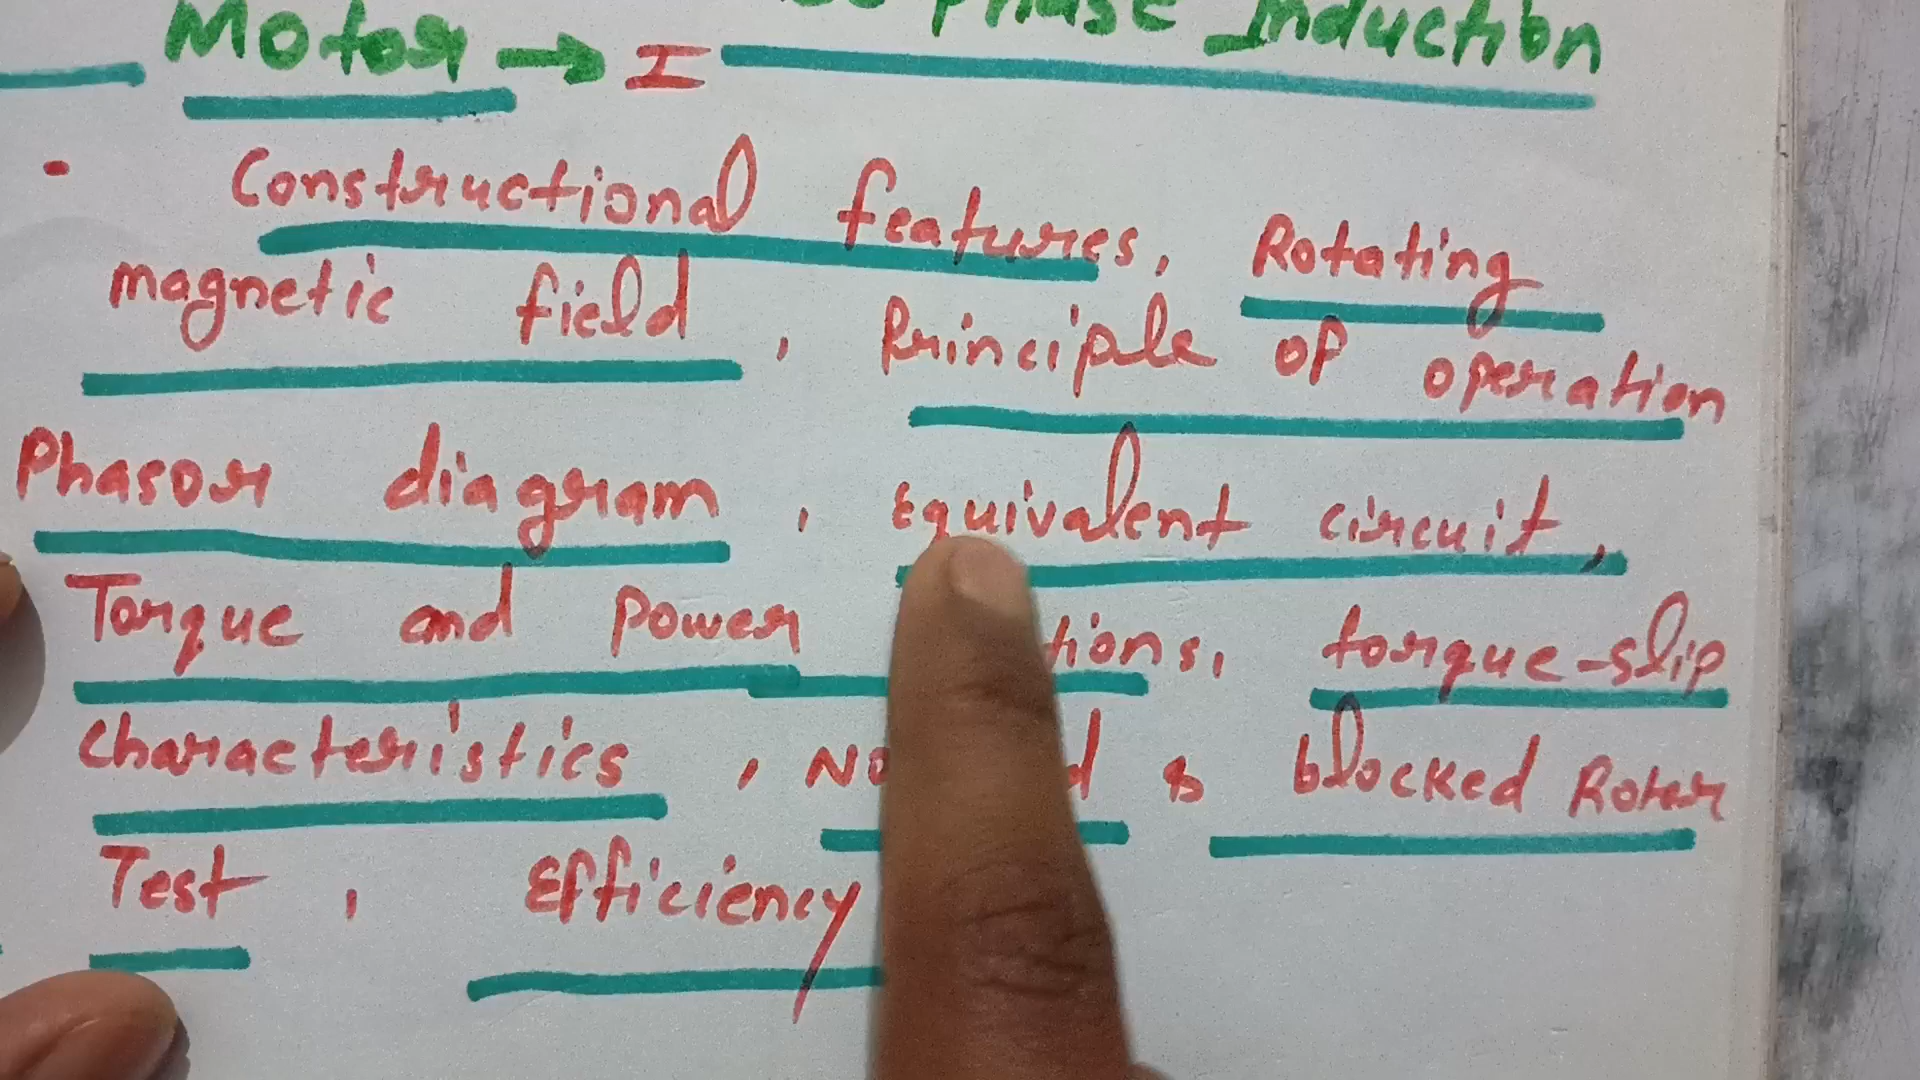 phase Induction
Motor → I
• Constructional features, Rotating
magnetic field, Principle of operation
Phasor diagram, Equivalent circuit,
Torque and Power tions, torque-slip
characteristics, No d & blocked Rotor
Test, Efficiency